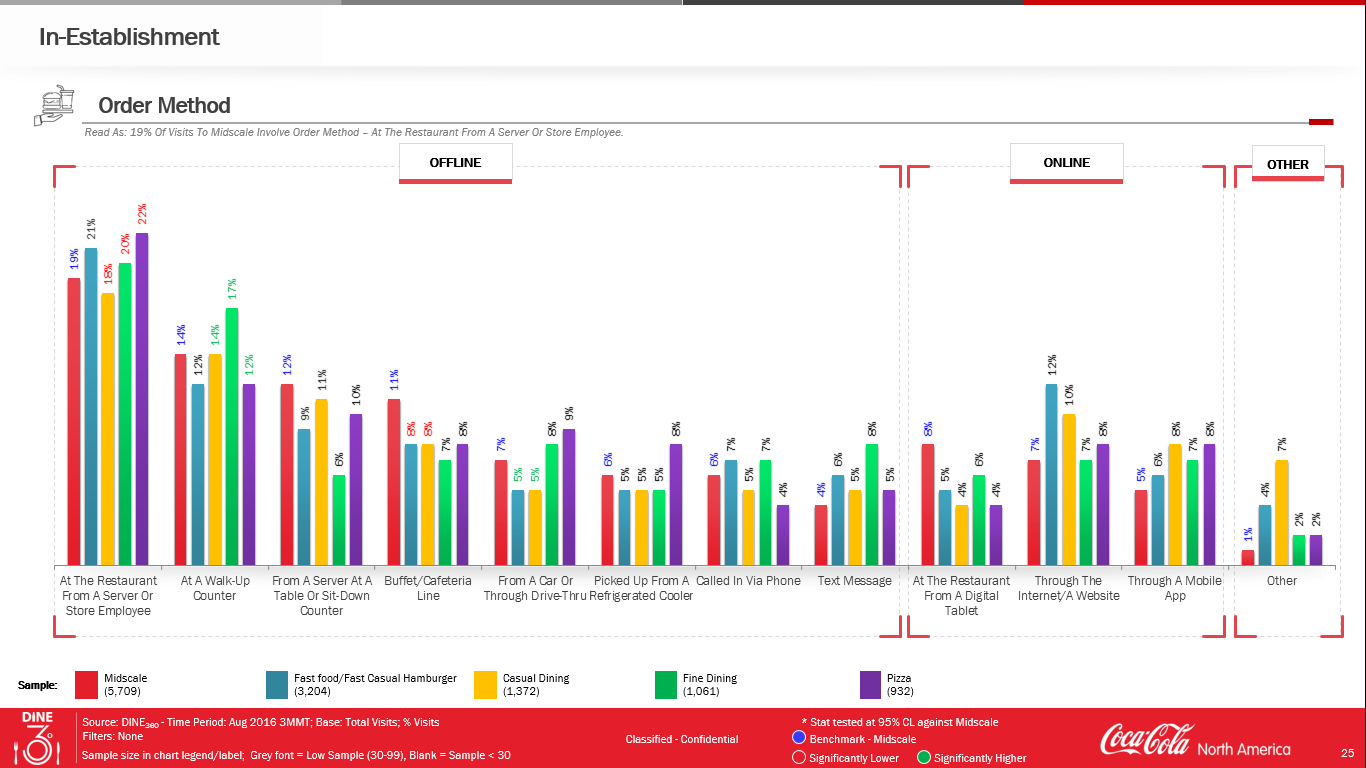 In-Establishment
Order Method
Read As: 19% Of Visits To Midscale Involve Order Method – At The Restaurant From A Server Or Store Employee.
OFFLINE
ONLINE
OTHER
19%
21%
18%
20%
22%
14%
12%
14%
17%
12%
12%
9%
11%
6%
10%
11%
8%
8%
7%
8%
7%
5%
5%
8%
9%
6%
5%
5%
5%
8%
6%
7%
5%
7%
4%
4%
6%
5%
8%
5%
8%
5%
4%
6%
4%
7%
12%
10%
7%
8%
5%
6%
8%
7%
8%
1%
4%
7%
2%
2%
At The Restaurant
From A Server Or
Store Employee
At A Walk-Up
Counter
From A Server At A
Table Or Sit-Down
Counter
Buffet/Cafeteria
Line
From A Car Or
Through Drive-Thru
Picked Up From A
Refrigerated Cooler
Called In Via Phone
Text Message
At The Restaurant
From A Digital
Tablet
Through The
Internet/A Website
Through A Mobile
App
Other
Sample:
Midscale
(5,709)
Fast food/Fast Casual Hamburger
(3,204)
Casual Dining
(1,372)
Fine Dining
(1,061)
Pizza
(932)
DINE
360
Source: DINE360 - Time Period: Aug 2016 3MMT; Base: Total Visits; % Visits
Filters: None
Sample size in chart legend/label; Grey font = Low Sample (30-99), Blank = Sample < 30
Classified - Confidential
* Stat tested at 95% CL against Midscale
Benchmark - Midscale
Significantly Lower
Significantly Higher
Coca-Cola North America
25